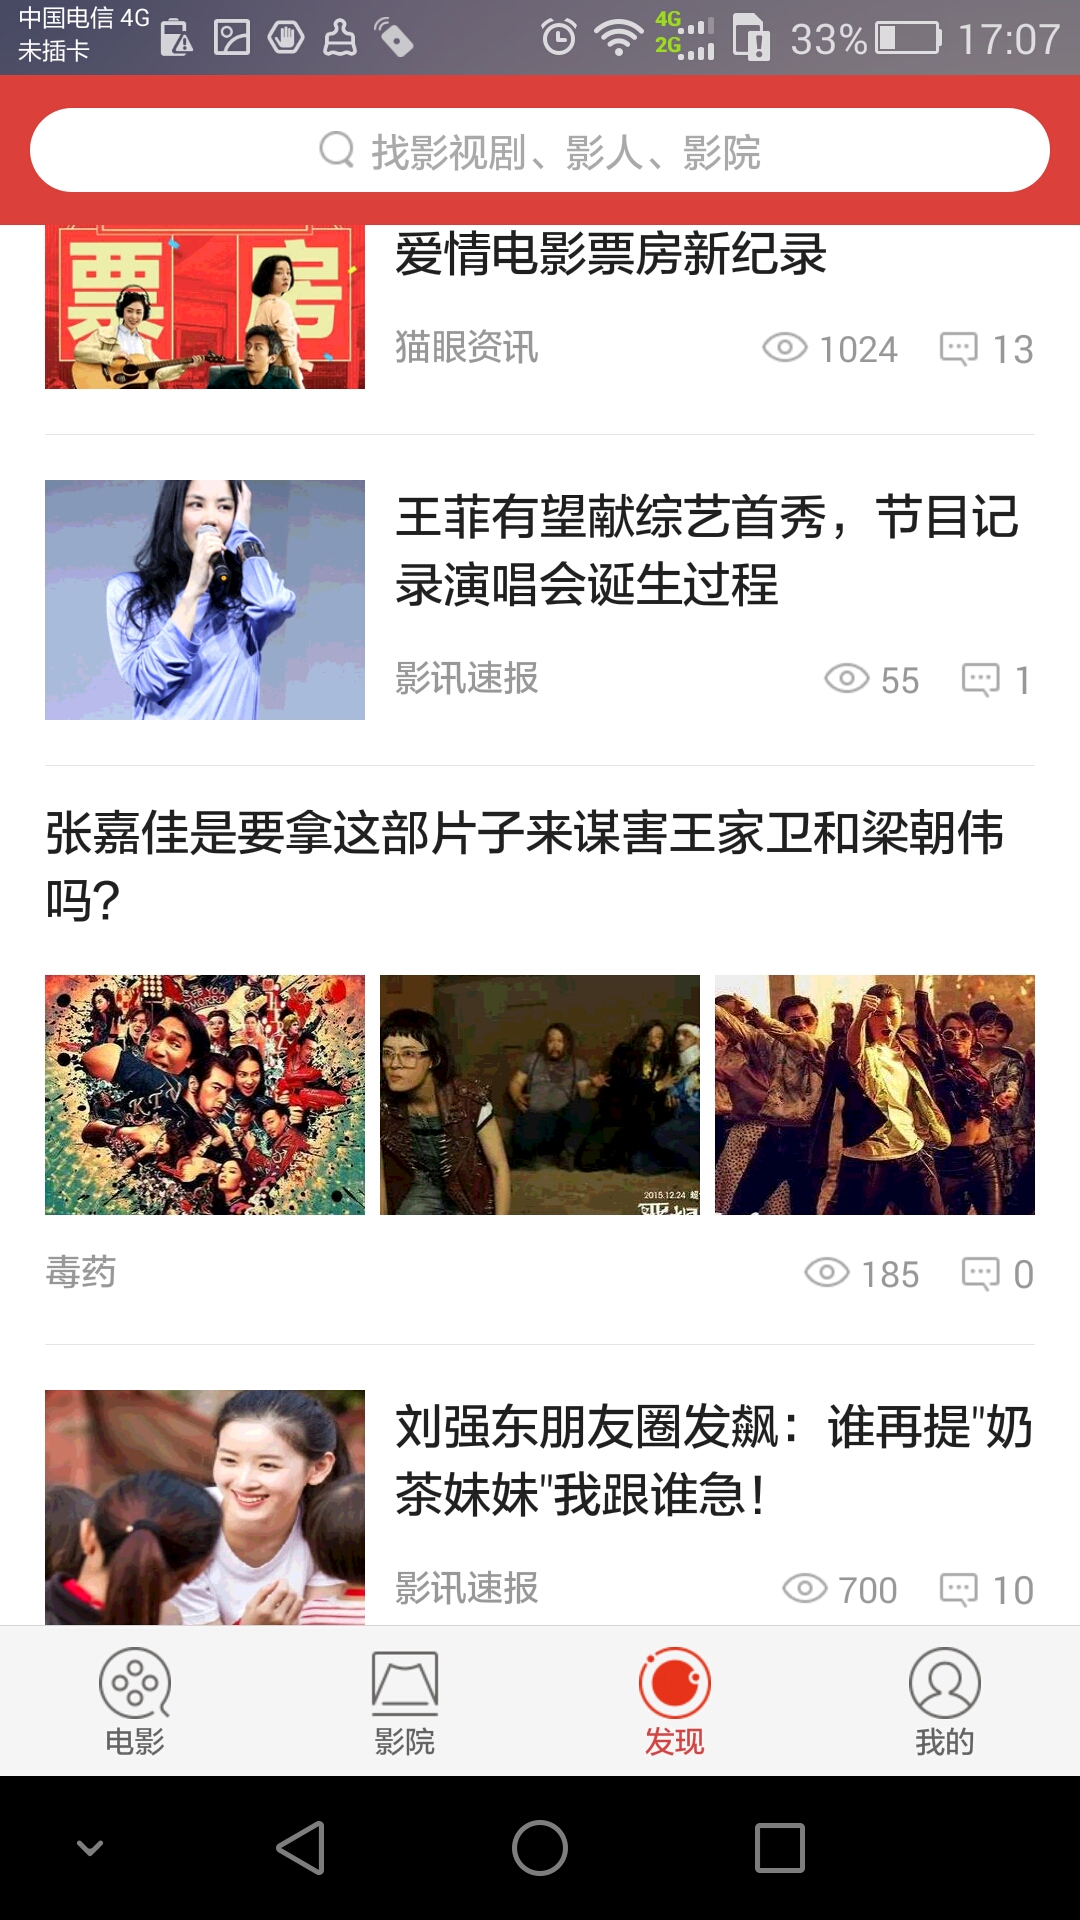 中国电信 4G
未插卡
4G
2G
33%
17:07
找影视剧、影人、影院
票房
爱情电影票房新纪录
猫眼资讯
1024
13
王菲有望献综艺首秀，节目记
录演唱会诞生过程
影讯速报
55
1
张嘉佳是要拿这部片子来谋害王家卫和梁朝伟
吗？
SEE YOU
TOMORROW
KTV
2015.12.24
毒药
185
0
刘强东朋友圈发飙：谁再提"奶
茶妹妹"我跟谁急！
影讯速报
700
10
电影
影院
发现
我的